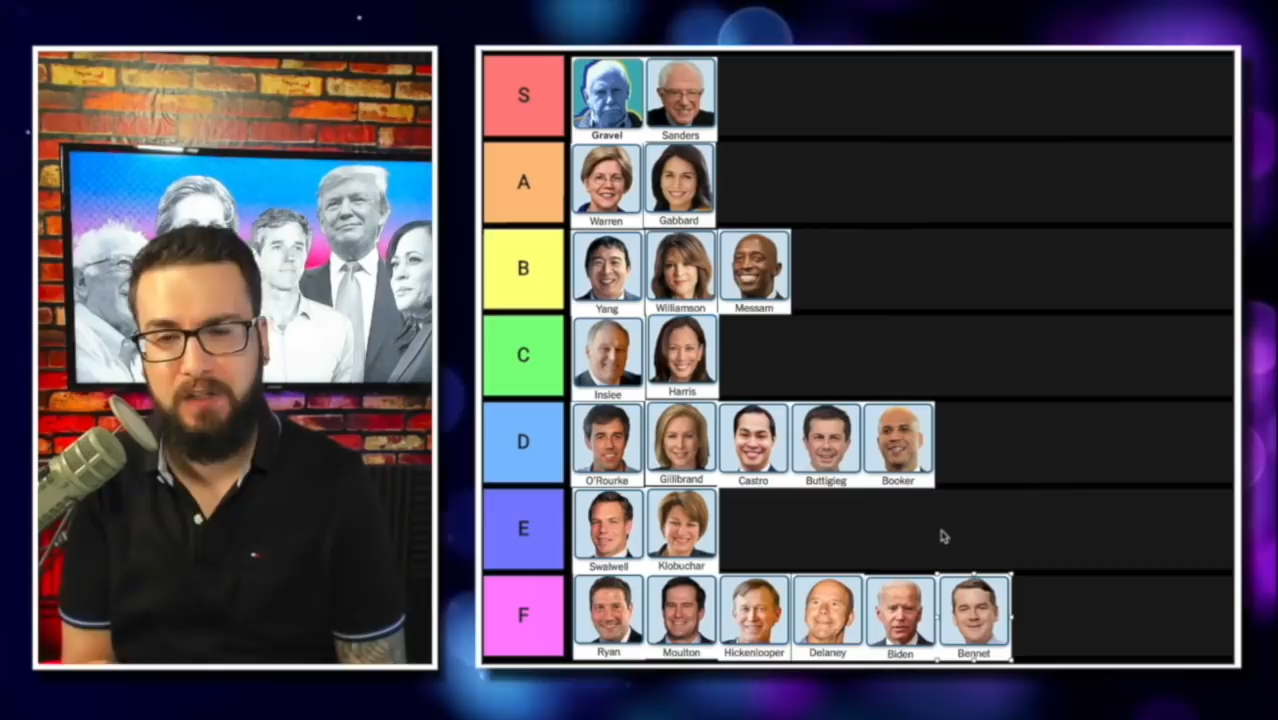 S
Gravel Sanders
A
Warren Gabbard
B
Yang Williamson Messam
C
Inslee Harris
D
O'Rourke Gillibrand Castro Buttigieg Booker
E
Swalwell Klobuchar
F
Ryan Moulton Hickenlooper Delaney Biden Bennet